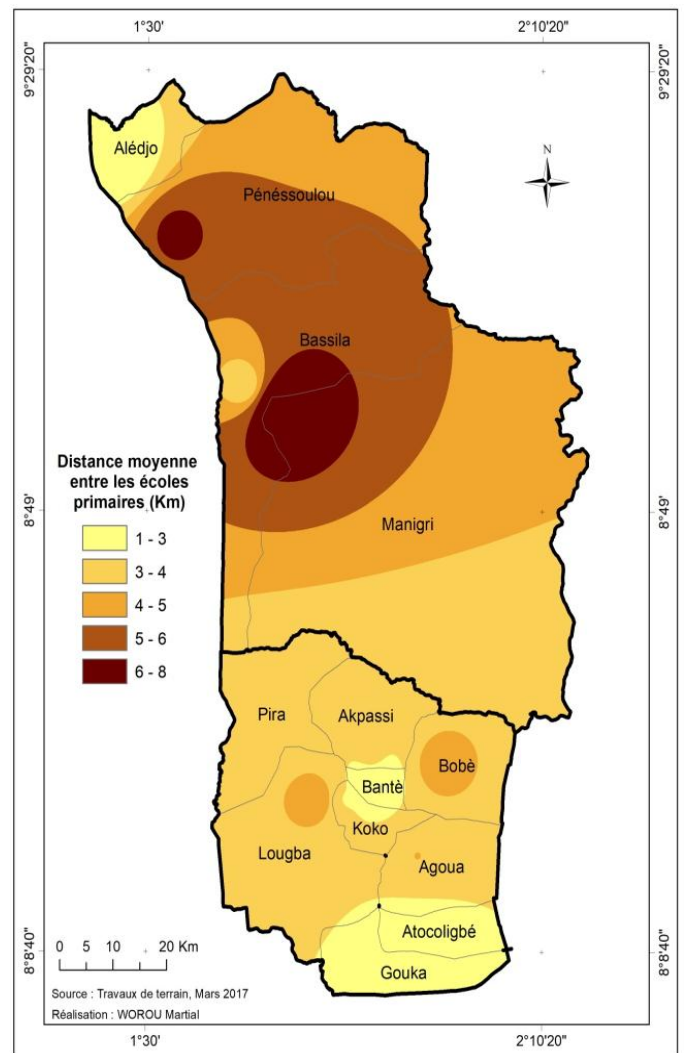 1°30'
2°10'20"
9°29'20"
9°29'20"
N
Alédjo
Pénéssoulou
Bassila
Distance moyenne
entre les écoles
primaires (Km)
1 - 3
3 - 4
4 - 5
5 - 6
6 - 8
8°49'
8°49'
Manigri
Pira
Akpassi
Bobè
Bantè
Koko
Lougba
Agoua
Atocoligbé
Gouka
8°8'40"
8°8'40"
0 5 10 20 Km
Source : Travaux de terrain, Mars 2017
Réalisation : WOROU Martial
1°30'
2°10'20"